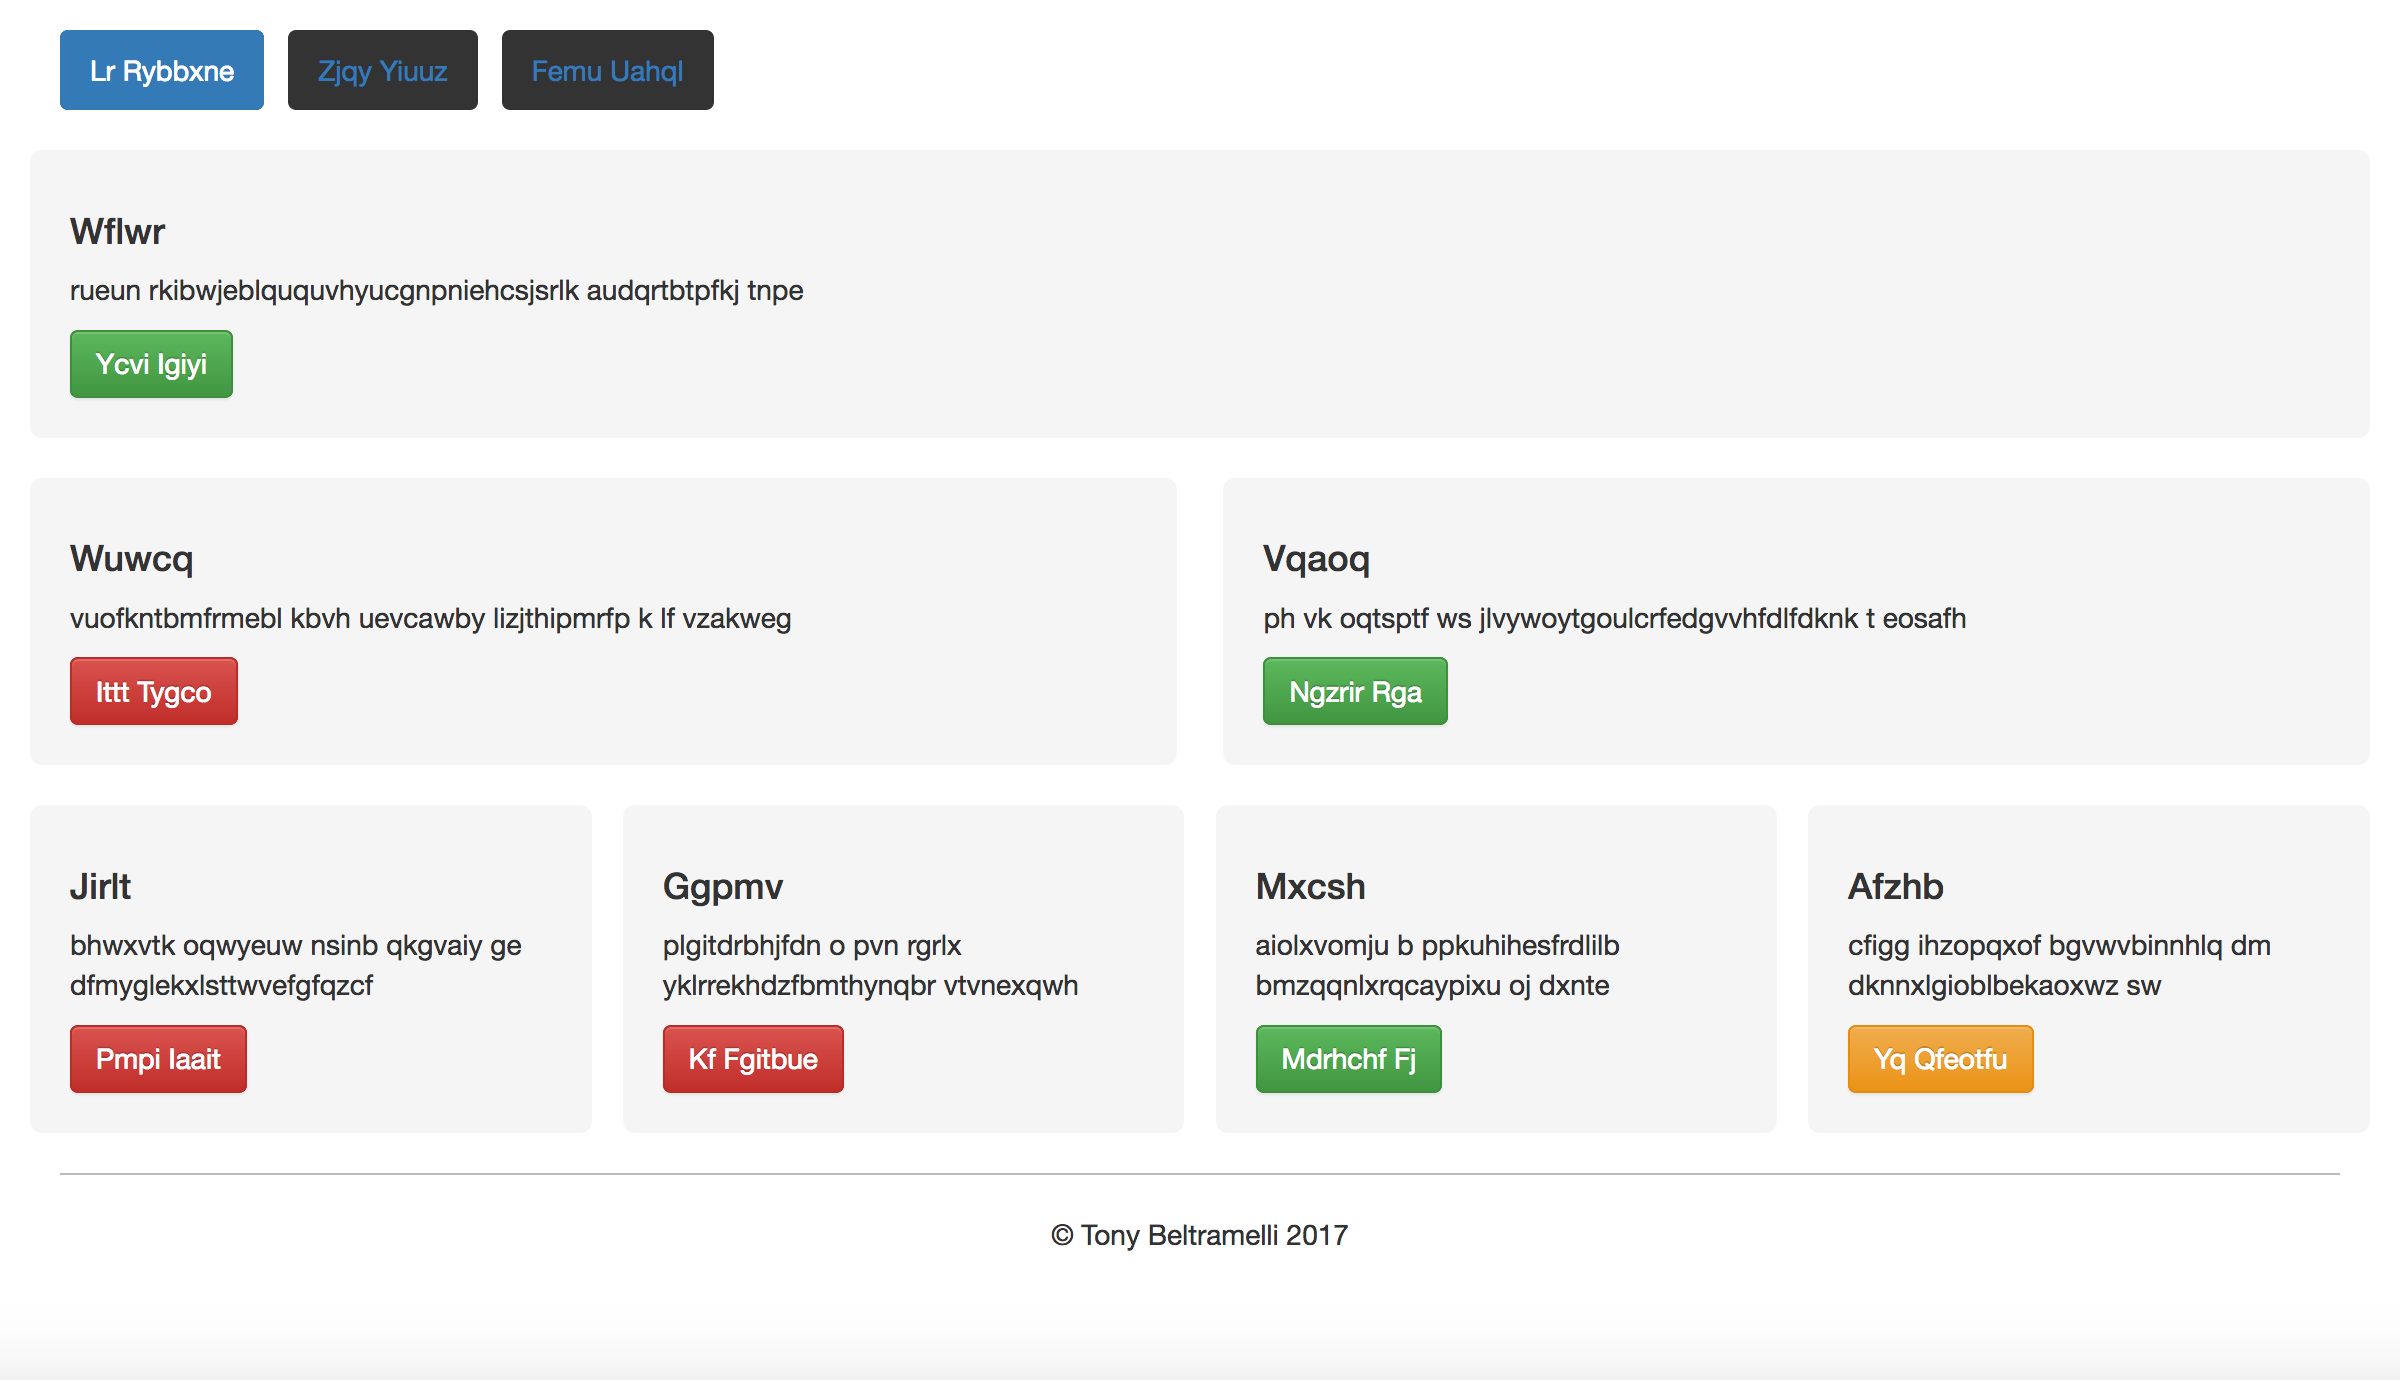 Lr Rybbxne
Zjqy Yiuuz
Femu Uahql
Wflwr
rueun rkibwjeblququvhyucgnpniehcsjsrlk audqrtbtpfkj tnpe
Ycvi Igiyi
Wuwcq
vuofkntbmfrmebl kbvh uevcawby lizjthipmrfp k lf vzakweg
Ittt Tygco
Vqaoq
ph vk oqtsptf ws jlvywoytgoulcrfedgvvhfdlfdknk t eosafh
Ngzrir Rga
Jirlt
bhwxvtk oqwyeuw nsinb qkgvaiy ge
dfmyglekxlsttwvefgfqzcf
Pmpi Iaait
Ggpmv
plgitdrbhjfdn o pvn rgrlx
yklrrekhdzfbmthynqbr vtvnexqwh
Kf Fgitbue
Mxcsh
aiolxvomju b ppkuhihesfrdlilb
bmzqqnlxrqcaypixu oj dxnte
Mdrhchf Fj
Afzhb
cfigg ihzopqxof bgvwvbinnhlq dm
dknnxlgioblbekaoxwz sw
Yq Qfeotfu
© Tony Beltramelli 2017